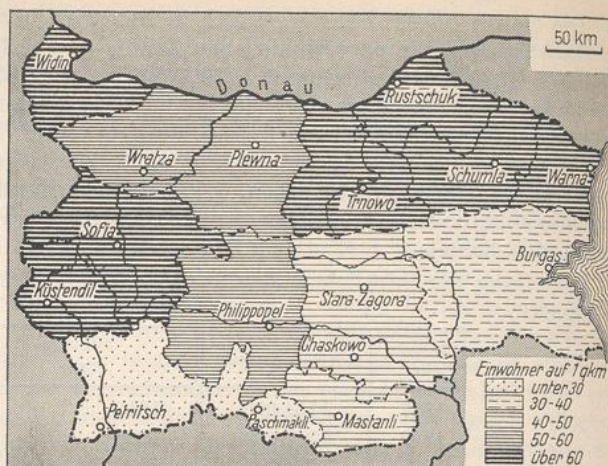 50 km
Widin
Donau
Rustschuk
Wratza
Plewna
Schumla
Warna
Trnowo
Sofia
Burgas
Küstendil
Stara-Zagora
Philippopel
Chaskowo
Petritsch
Paschmakli
Mastanli
Einwohner auf 1 qkm
unter 30
30-40
40-50
50-60
über 60